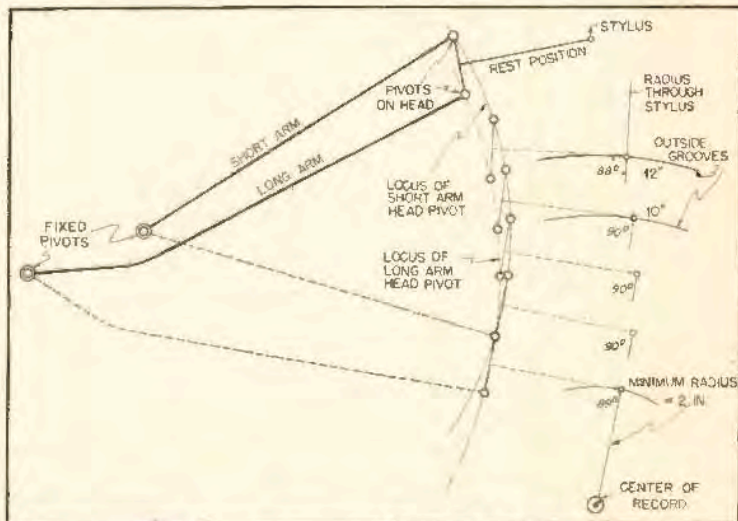 STYLUS
REST POSITION
RADIUS
THROUGH
STYLUS
PIVOTS
ON HEAD
SHORT ARM
OUTSIDE
GROOVES
LONG ARM
88°
12"
LOCUS OF
SHORT ARM
HEAD PIVOT
10"
90°
FIXED
PIVOTS
LOCUS OF
LONG ARM
HEAD PIVOT
90°
90°
MINIMUM RADIUS
= 2 IN.
89°
CENTER OF
RECORD